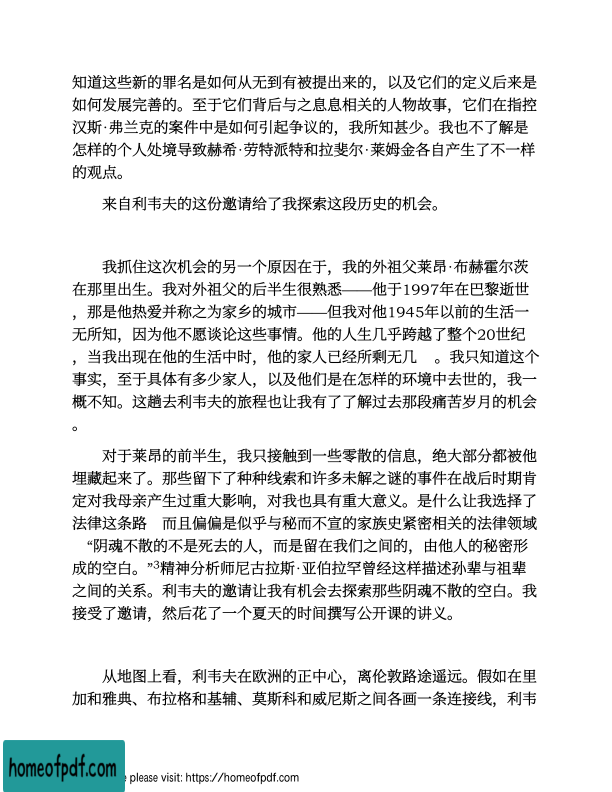 知道这些新的罪名是如何从无到有被提出来的，以及它们的定义后来是
如何发展完善的。至于它们背后与之息息相关的人物故事，它们在指控
汉斯·弗兰克的案件中是如何引起争议的，我所知甚少。我也不了解是
怎样的个人处境导致赫希·劳特派特和拉斐尔·莱姆金各自产生了不一样
的观点。
来自利韦夫的这份邀请给了我探索这段历史的机会。
我抓住这次机会的另一个原因在于，我的外祖父莱昂·布赫霍尔茨
在那里出生。我对外祖父的后半生很熟悉——他于1997年在巴黎逝世
，那是他热爱并称之为家乡的城市——但我对他1945年以前的生活一
无所知，因为他不愿谈论这些事情。他的人生几乎跨越了整个20世纪
，当我出现在他的生活中时，他的家人已经所剩无几 。我只知道这个
事实，至于具体有多少家人，以及他们是在怎样的环境中去世的，我一
概不知。这趟去利韦夫的旅程也让我有了了解过去那段痛苦岁月的机会
。
对于莱昂的前半生，我只接触到一些零散的信息，绝大部分都被他
埋藏起来了。那些留下了种种线索和许多未解之谜的事件在战后时期肯
定对我母亲产生过重大影响，对我也具有重大意义。是什么让我选择了
法律这条路 而且偏偏是似乎与秘而不宣的家族史紧密相关的法律领域
“阴魂不散的不是死去的人，而是留在我们之间的，由他人的秘密形
成的空白。”3精神分析师尼古拉斯·亚伯拉罕曾经这样描述孙辈与祖辈
之间的关系。利韦夫的邀请让我有机会去探索那些阴魂不散的空白。我
接受了邀请，然后花了一个夏天的时间撰写公开课的讲义。
从地图上看，利韦夫在欧洲的正中心，离伦敦路途遥远。假如在里
加和雅典、布拉格和基辅、莫斯科和威尼斯之间各画一条连接线，利韦
homeofpdf.com
e please visit: https://homeofpdf.com